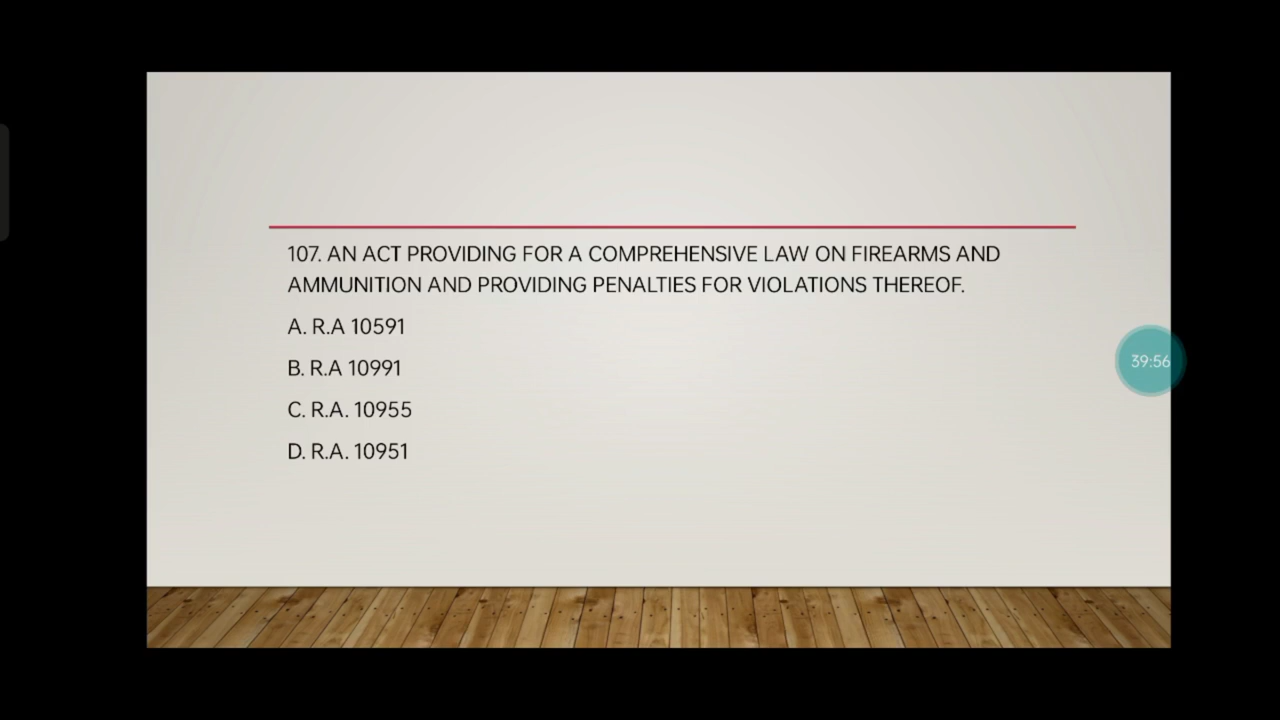 107. AN ACT PROVIDING FOR A COMPREHENSIVE LAW ON FIREARMS AND
AMMUNITION AND PROVIDING PENALTIES FOR VIOLATIONS THEREOF.
A. R.A 10591
B. R.A 10991
C. R.A. 10955
D. R.A. 10951
39:56